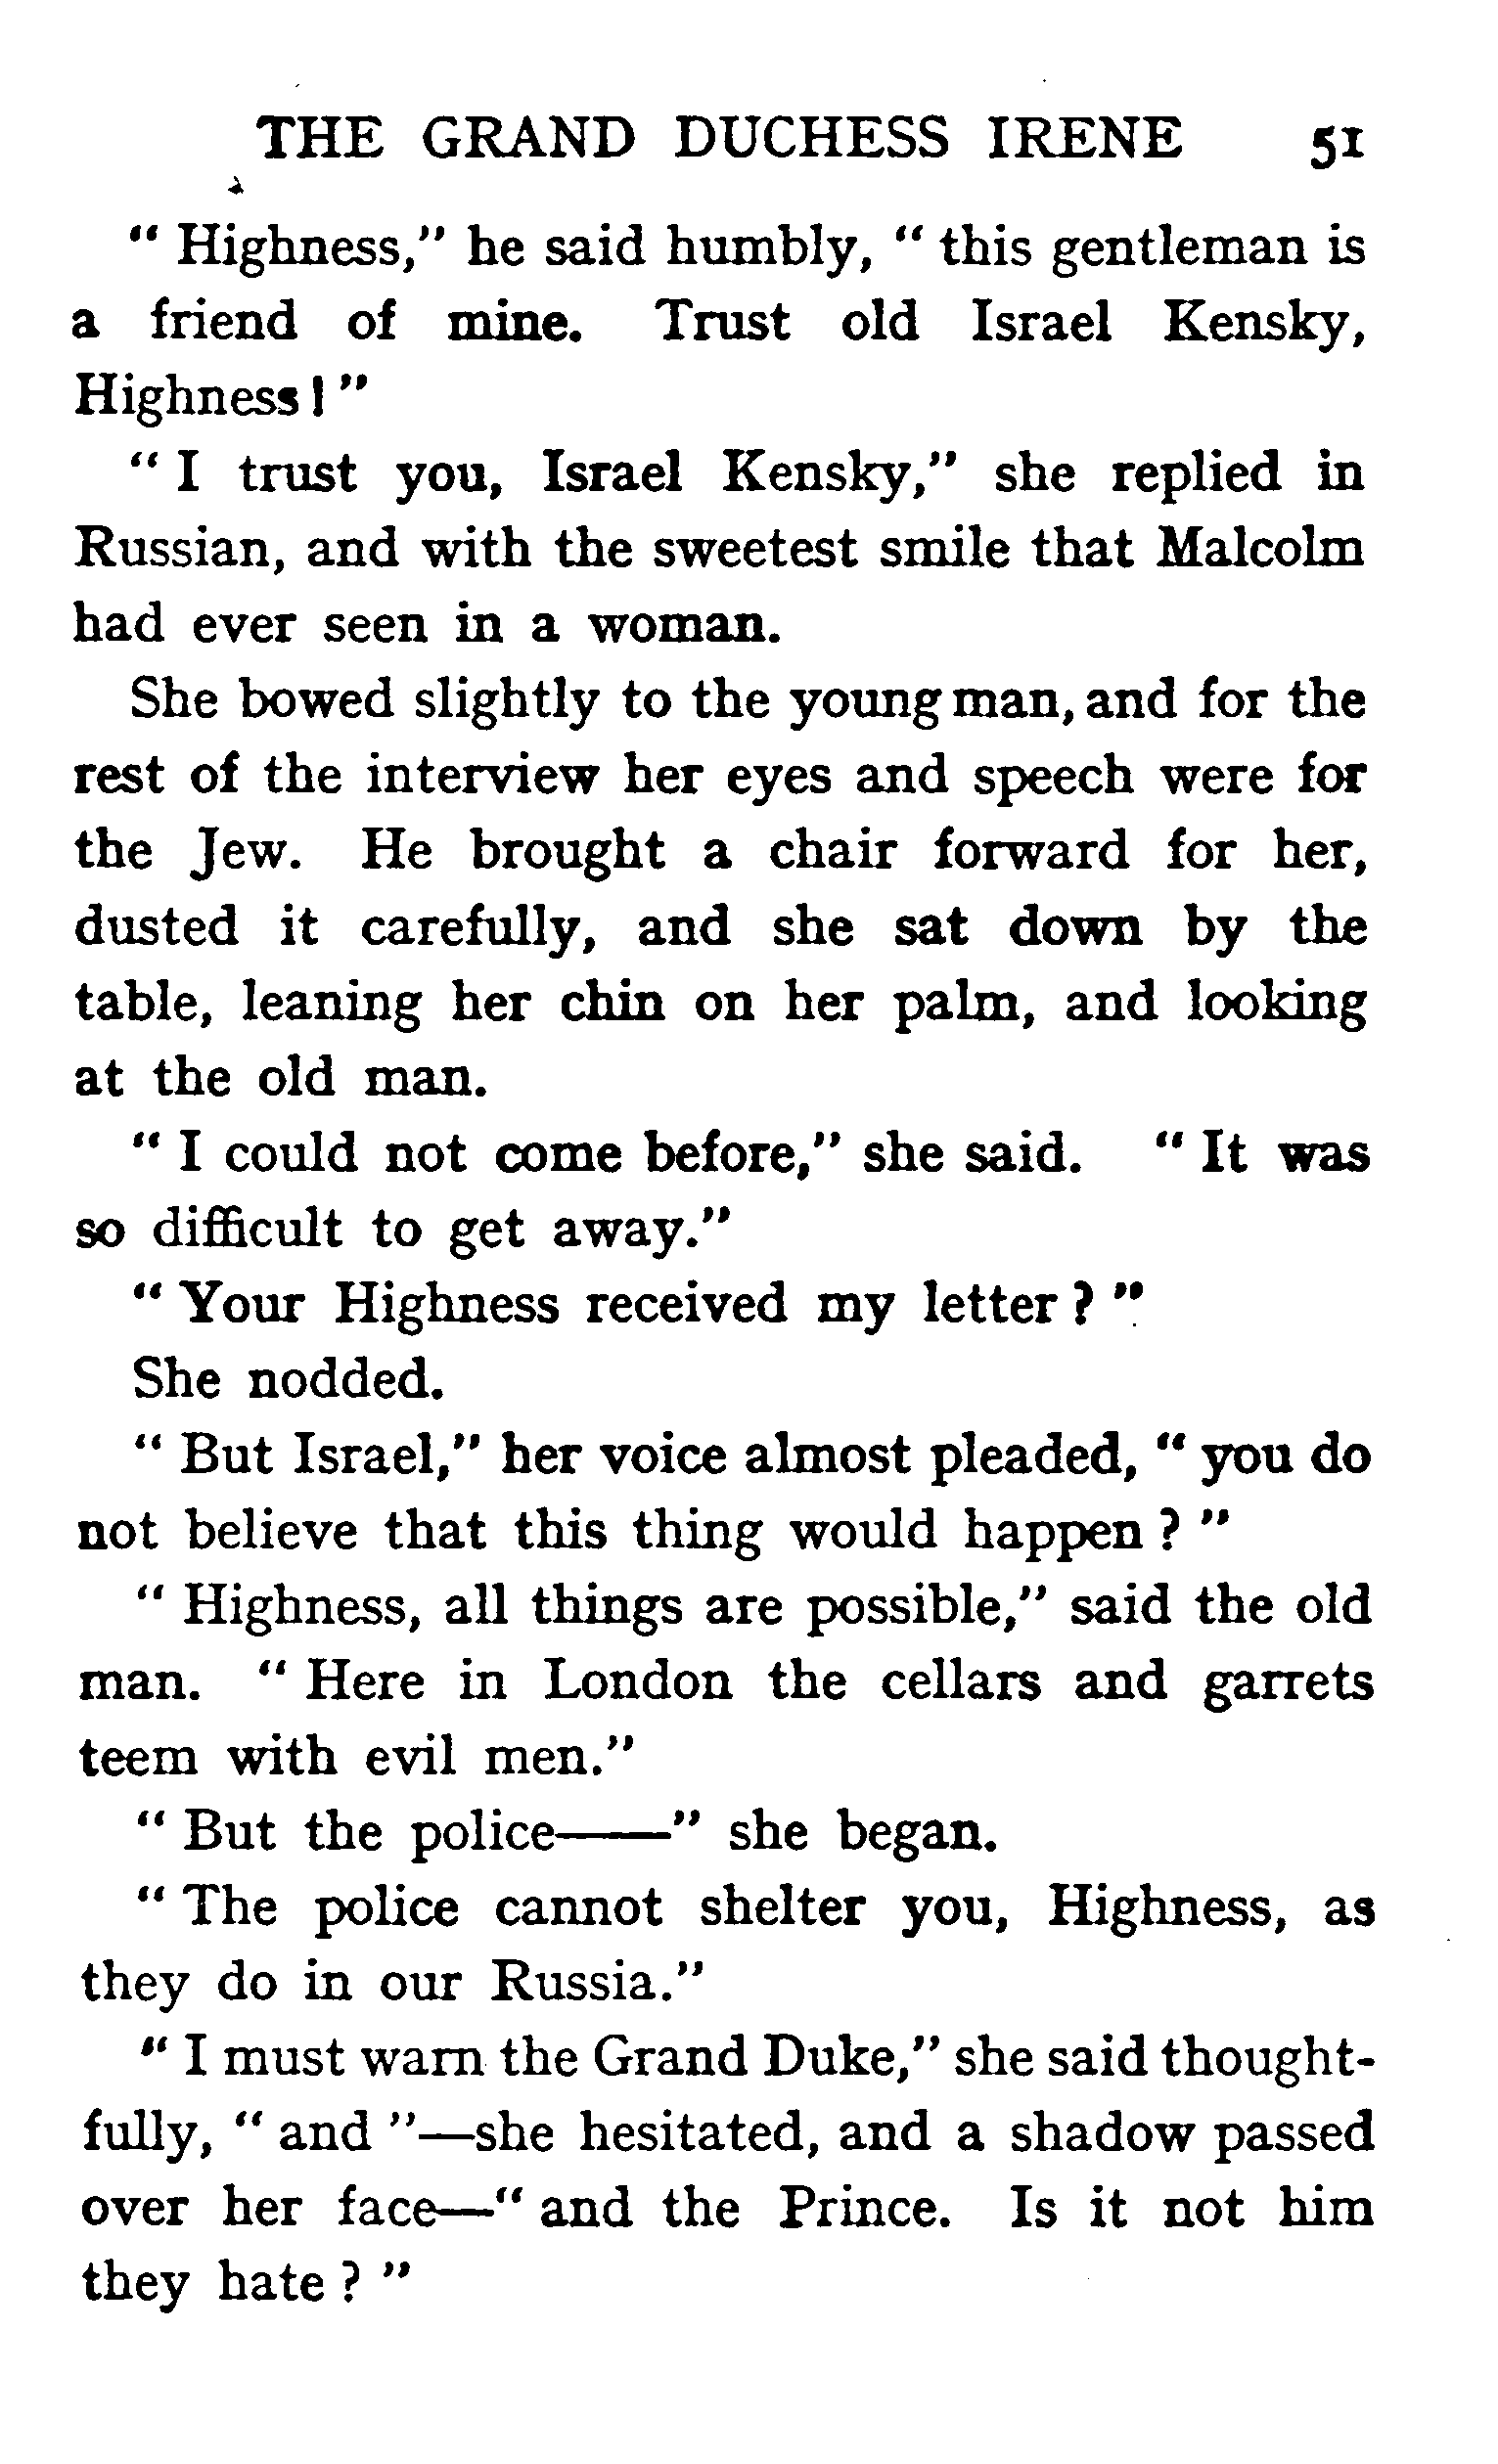 THE GRAND DUCHESS IRENE 51
" Highness," he said humbly, " this gentleman is
a friend of mine. Trust old Israel Kensky,
Highness ! "
" I trust you, Israel Kensky," she replied in
Russian, and with the sweetest smile that Malcolm
had ever seen in a woman.
She bowed slightly to the young man, and for the
rest of the interview her eyes and speech were for
the Jew. He brought a chair forward for her,
dusted it carefully, and she sat down by the
table, leaning her chin on her palm, and looking
at the old man.
" I could not come before," she said. " It was
so difficult to get away."
" Your Highness received my letter ? "
She nodded.
" But Israel," her voice almost pleaded, " you do
not believe that this thing would happen ? "
" Highness, all things are possible," said the old
man. " Here in London the cellars and garrets
teem with evil men."
" But the police——" she began.
" The police cannot shelter you, Highness, as
they do in our Russia."
" I must warn the Grand Duke," she said thought-
fully, " and "—she hesitated, and a shadow passed
over her face—" and the Prince. Is it not him
they hate ? "